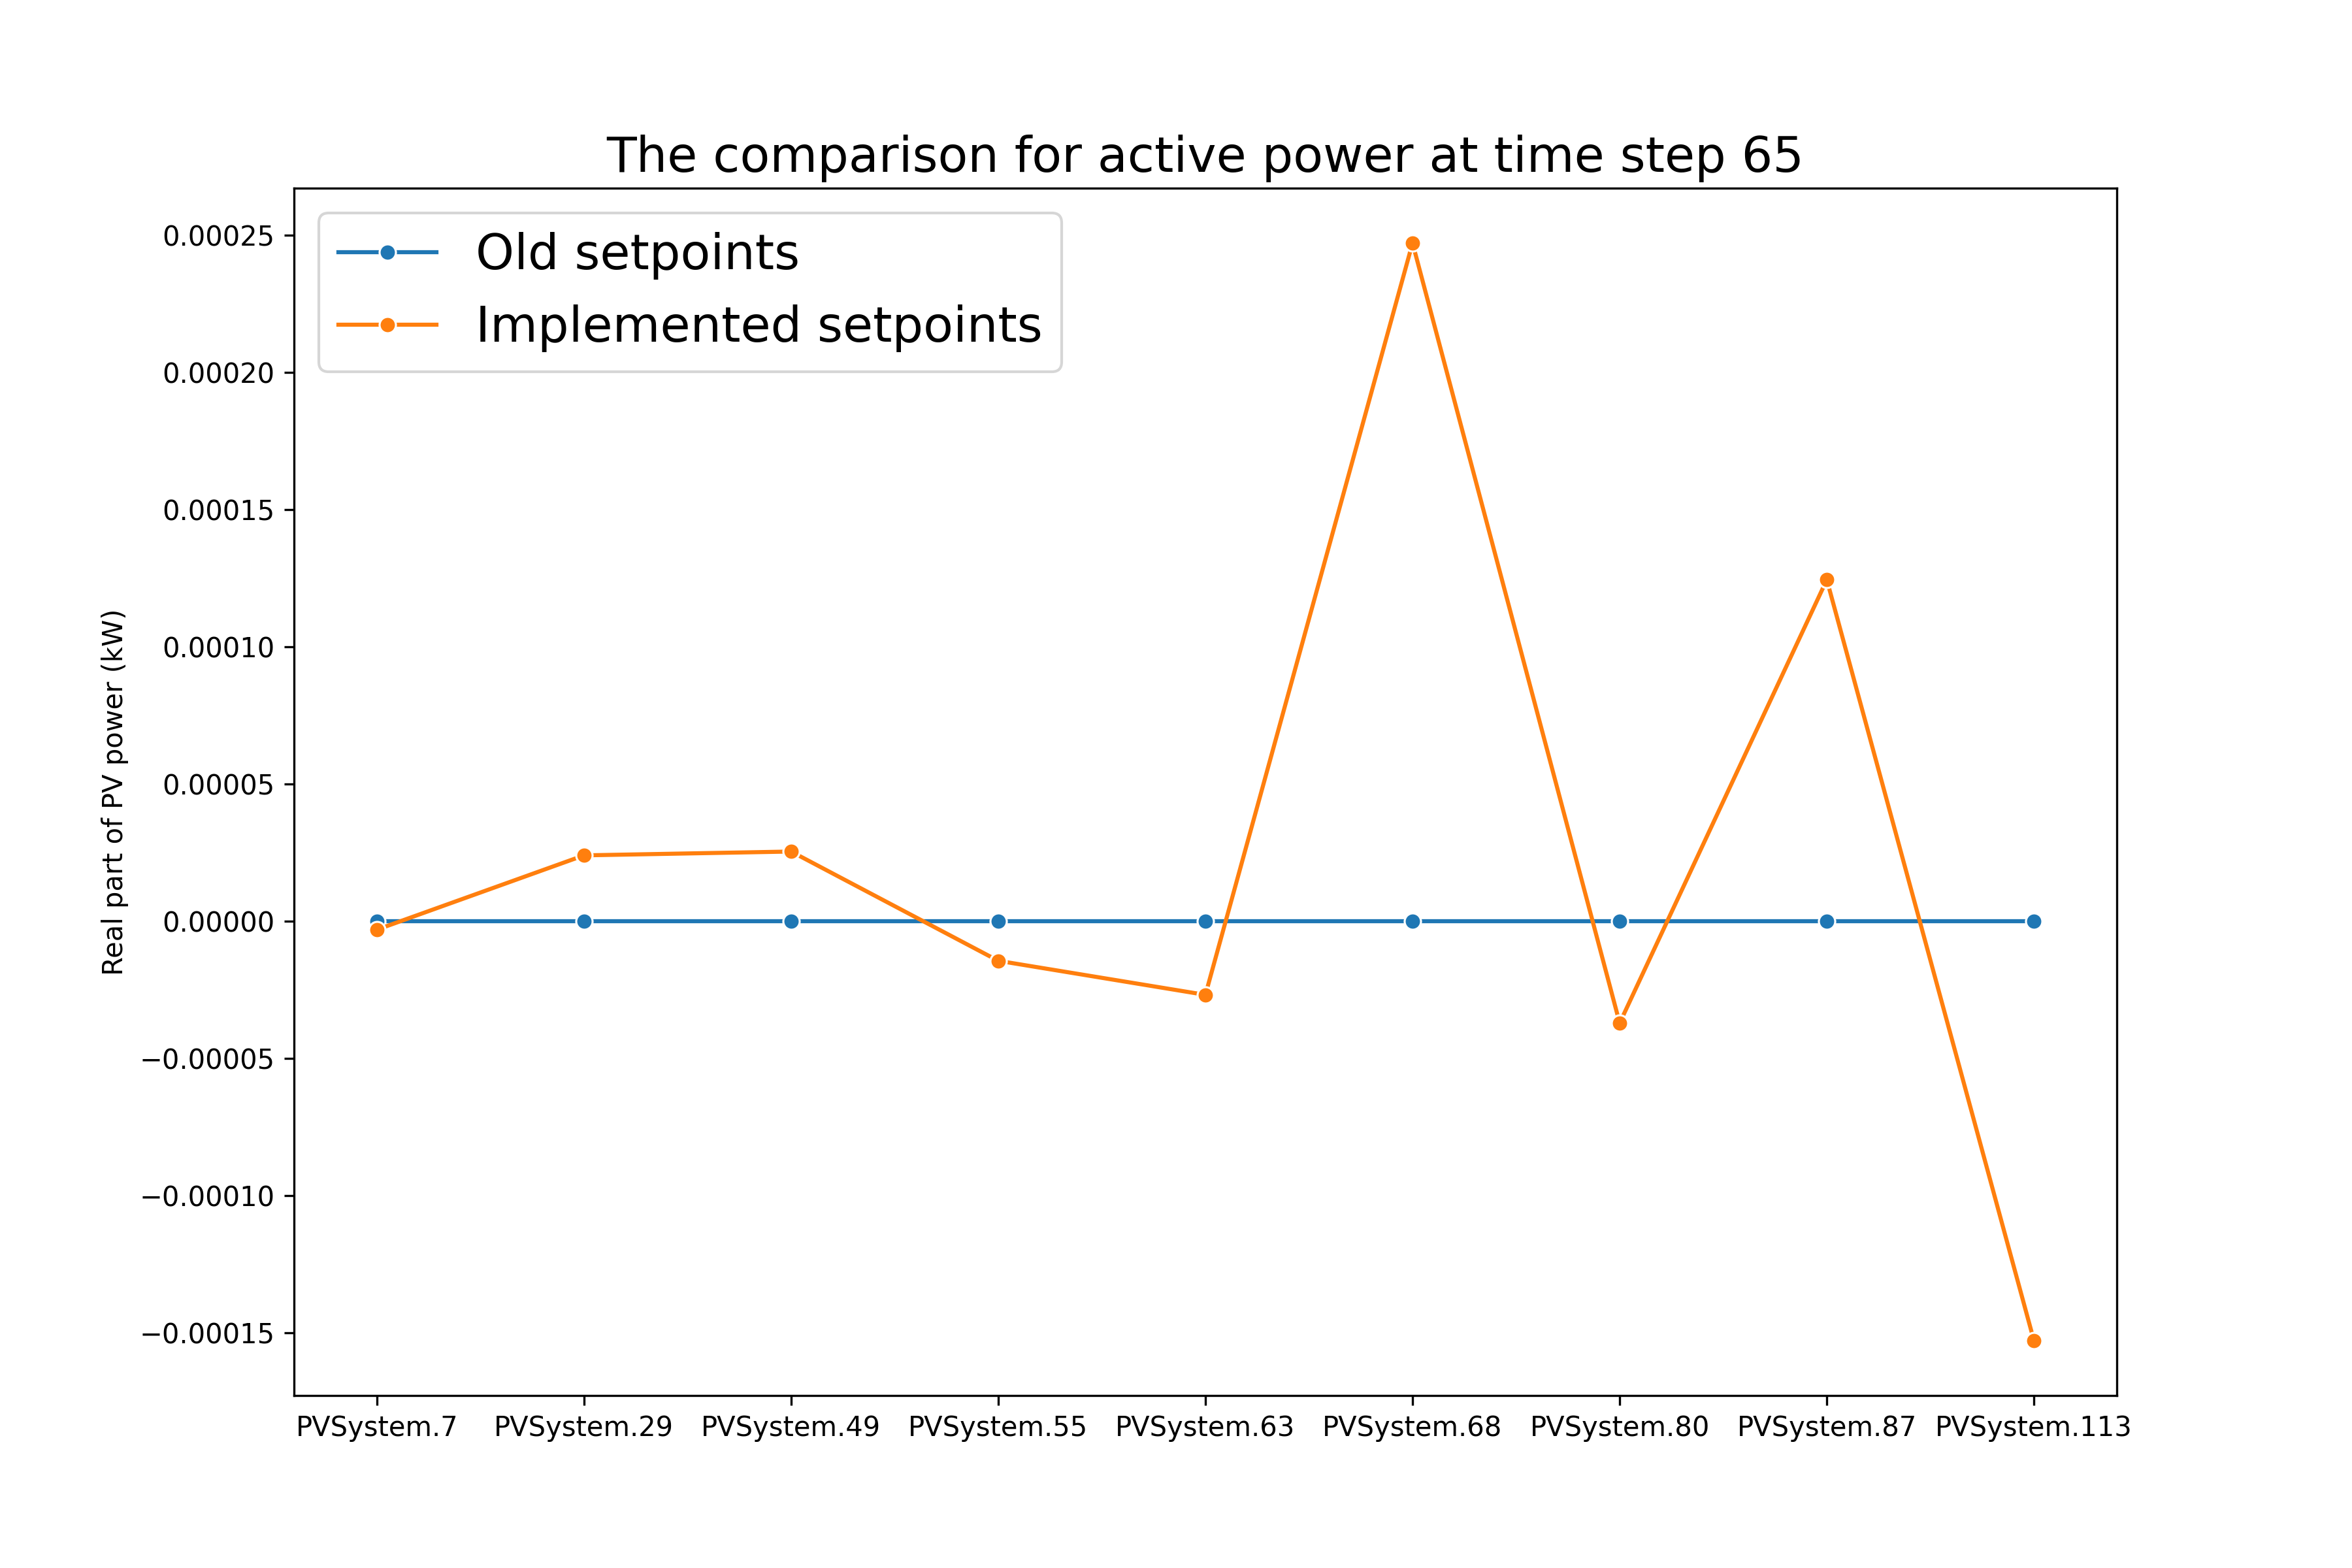 The comparison for active power at time step 65
Old setpoints
Implemented setpoints
Real part of PV power (kW)
0.00025
0.00020
0.00015
0.00010
0.00005
0.00000
−0.00005
−0.00010
−0.00015
PVSystem.7 PVSystem.29 PVSystem.49 PVSystem.55 PVSystem.63 PVSystem.68 PVSystem.80 PVSystem.87 PVSystem.113